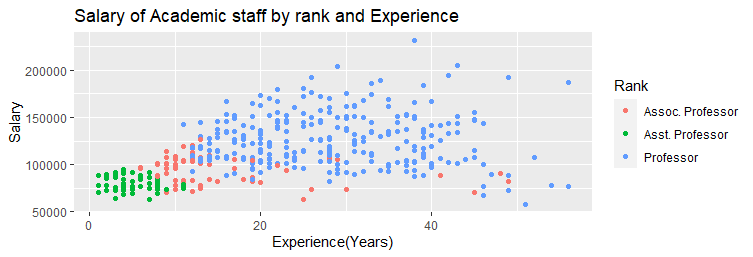 Salary of Academic staff by rank and Experience
200000
150000
100000
50000
Salary
0
20
40
Experience(Years)
Rank
Assoc. Professor
Asst. Professor
Professor